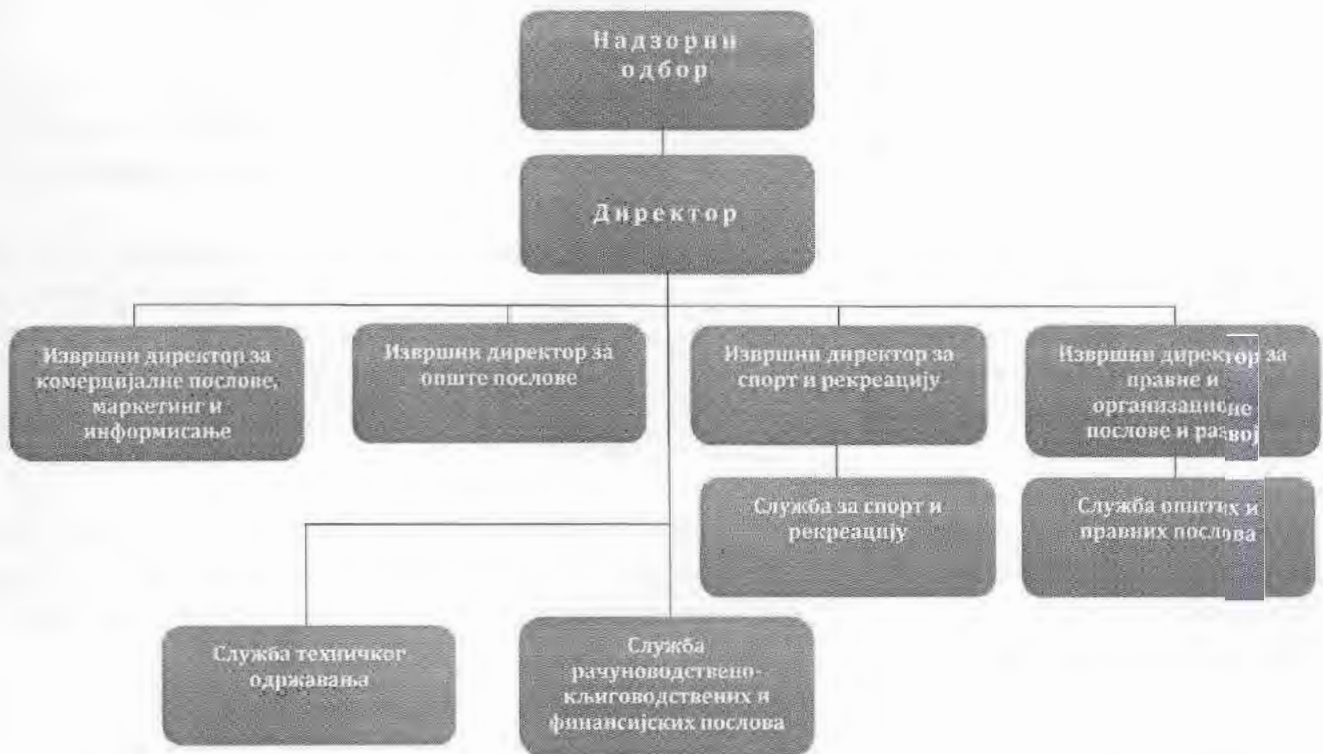 Надзорни
одбор
Директор
Извршни директор за
комерцијалне послове,
маркетинг и
информисање
Извршни директор за
опште послове
Извршни директор за
спорт и рекреацију
Извршни директор за
правне и
организационе
послове и развој
Служба за спорт и
рекреацију
Служба општих и
правних послова
Служба техничког
одржавања
Служба
рачуноводствено-
књиговодствених и
финансијских послова